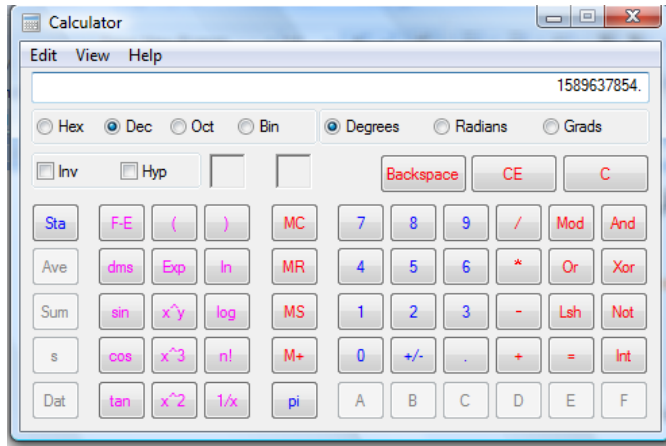 Calculator
Edit View Help
1589637854.
Hex Dec Oct Bin Degrees Radians Grads
Inv Hyp Backspace CE C
Sta F-E ( ) MC 7 8 9 / Mod And
Ave dms Exp ln MR 4 5 6 * Or Xor
Sum sin x^y log MS 1 2 3 - Lsh Not
s cos x^3 n! M+ 0 +/- . + = Int
Dat tan x^2 1/x pi A B C D E F